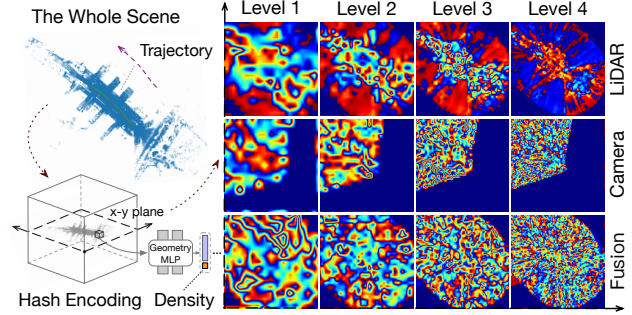 The Whole Scene
Trajectory
x-y plane
Geometry
MLP
Hash Encoding
Density
Level 1
Level 2
Level 3
Level 4
LiDAR
Camera
Fusion